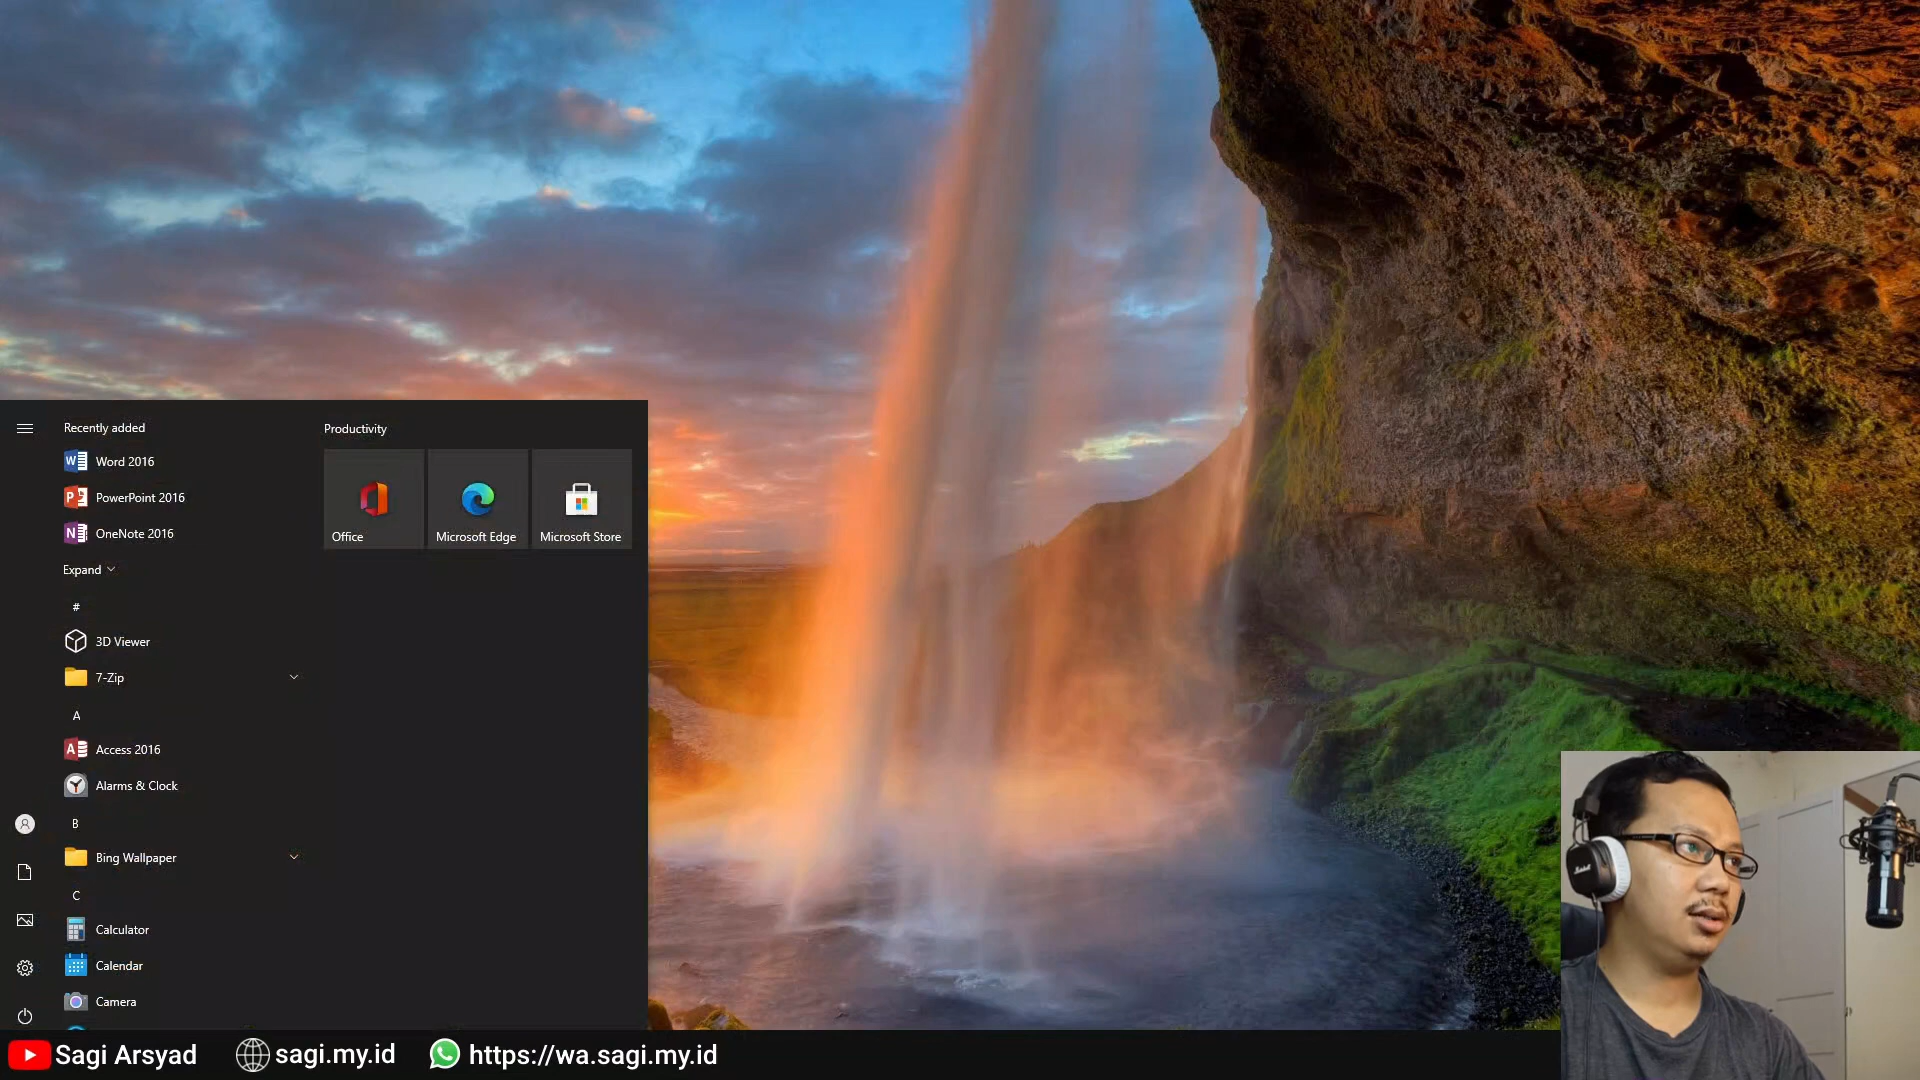 Recently added
Word 2016
PowerPoint 2016
OneNote 2016
Expand
#
3D Viewer
7-Zip
A
Access 2016
Alarms & Clock
B
Bing Wallpaper
C
Calculator
Calendar
Camera
Productivity
Office
Microsoft Edge
Microsoft Store
Marshall
Sagi Arsyad
sagi.my.id
https://wa.sagi.my.id